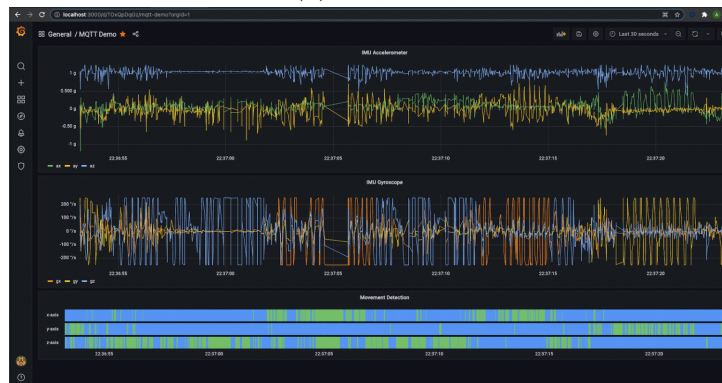 localhost:3000/d/TOxQpDqGz/mqtt-demo?orgId=1
General / MQTT Demo
Last 30 seconds
IMU Accelerometer
1 g
0.500 g
0 g
-0.50 g
-1 g
22:36:55 22:37:00 22:37:05 22:37:10 22:37:15 22:37:20
ax ay az
IMU Gyroscope
200 °/s
100 °/s
0 °/s
-100 °/s
-200 °/s
22:36:55 22:37:00 22:37:05 22:37:10 22:37:15 22:37:20
gx gy gz
Movement Detection
x-axis
y-axis
z-axis
22:36:55 22:37:00 22:37:05 22:37:10 22:37:15 22:37:20